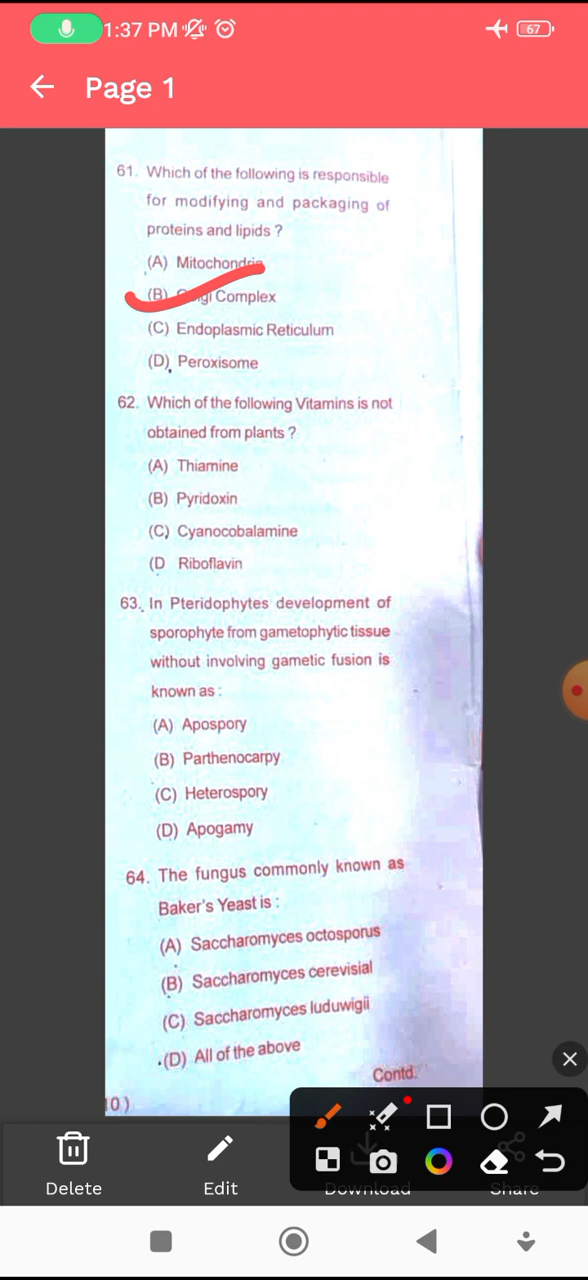 1:37 PM
67
Page 1
61. Which of the following is responsible
for modifying and packaging of
proteins and lipids ?
(A) Mitochondria
(B) Golgi Complex
(C) Endoplasmic Reticulum
(D) Peroxisome
62. Which of the following Vitamins is not
obtained from plants ?
(A) Thiamine
(B) Pyridoxin
(C) Cyanocobalamine
(D Riboflavin
63. In Pteridophytes development of
sporophyte from gametophytic tissue
without involving gametic fusion is
known as :
(A) Apospory
(B) Parthenocarpy
(C) Heterospory
(D) Apogamy
64. The fungus commonly known as
Baker's Yeast is :
(A) Saccharomyces octosporus
(B) Saccharomyces cerevisial
(C) Saccharomyces luduwigii
(D) All of the above
Contd.
10 )
Delete
Edit
Download
Share